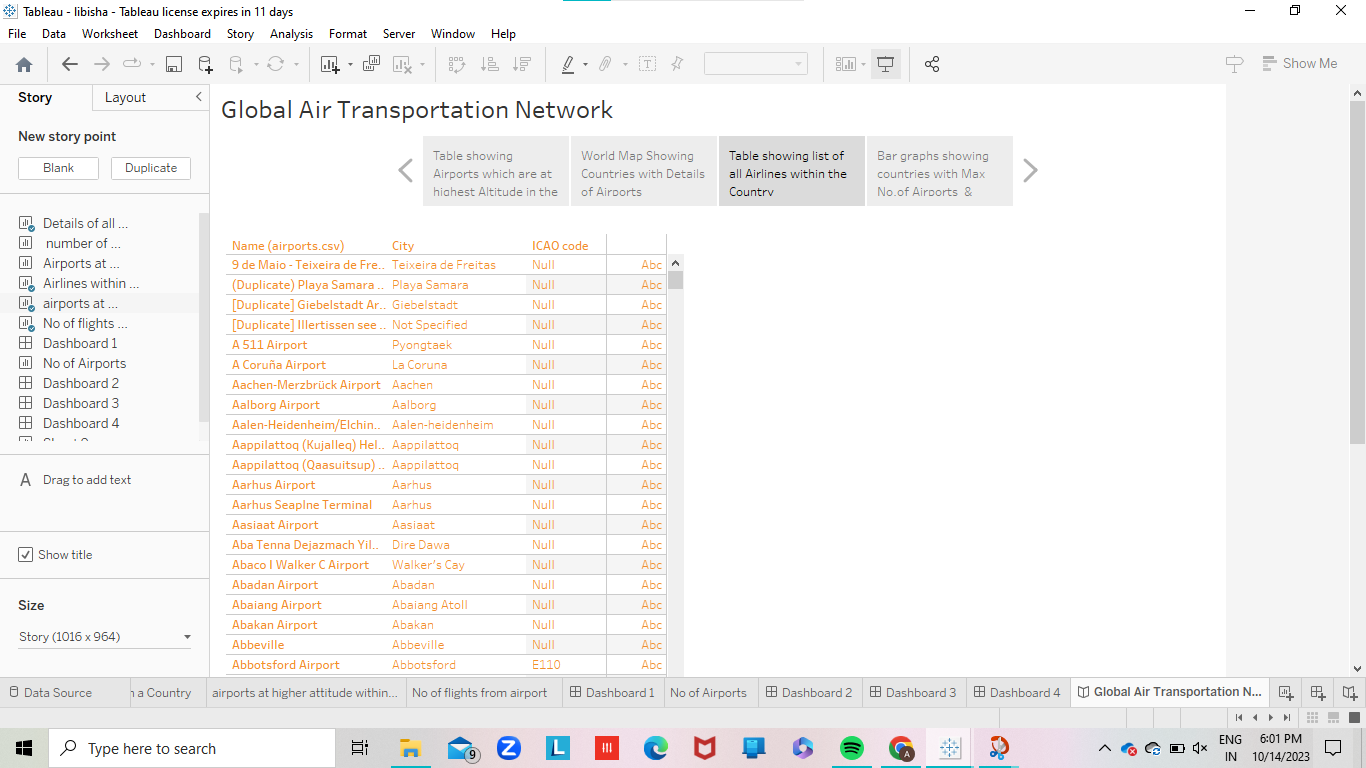 Tableau - libisha - Tableau license expires in 11 days
File Data Worksheet Dashboard Story Analysis Format Server Window Help
Show Me
Story Layout
New story point
Blank Duplicate
Details of all ...
number of ...
Airports at ...
Airlines within ...
airports at ...
No of flights ...
Dashboard 1
No of Airports
Dashboard 2
Dashboard 3
Dashboard 4
A Drag to add text
Show title
Size
Story (1016 x 964)
Global Air Transportation Network
Table showing
Airports which are at
highest Altitude in the
World Map Showing
Countries with Details
of Airports
Table showing list of
all Airlines within the
Country
Bar graphs showing
countries with Max
No.of Airports &
Name (airports.csv) City ICAO code
9 de Maio - Teixeira de Fre.. Teixeira de Freitas Null Abc
(Duplicate) Playa Samara .. Playa Samara Null Abc
[Duplicate] Giebelstadt Ar.. Giebelstadt Null Abc
[Duplicate] Illertissen see .. Not Specified Null Abc
A 511 Airport Pyongtaek Null Abc
A Coruña Airport La Coruna Null Abc
Aachen-Merzbrück Airport Aachen Null Abc
Aalborg Airport Aalborg Null Abc
Aalen-Heidenheim/Elchin.. Aalen-heidenheim Null Abc
Aappilattoq (Kujalleq) Hel.. Aappilattoq Null Abc
Aappilattoq (Qaasuitsup) .. Aappilattoq Null Abc
Aarhus Airport Aarhus Null Abc
Aarhus Seaplne Terminal Aarhus Null Abc
Aasiaat Airport Aasiaat Null Abc
Aba Tenna Dejazmach Yil.. Dire Dawa Null Abc
Abaco I Walker C Airport Walker's Cay Null Abc
Abadan Airport Abadan Null Abc
Abaiang Airport Abaiang Atoll Null Abc
Abakan Airport Abakan Null Abc
Abbeville Abbeville Null Abc
Abbotsford Airport Abbotsford E110 Abc
Data Source a Country airports at higher attitude within... No of flights from airport Dashboard 1 No of Airports Dashboard 2 Dashboard 3 Dashboard 4 Global Air Transportation N...
Type here to search
9
Z
L
A
ENG
IN
6:01 PM
10/14/2023